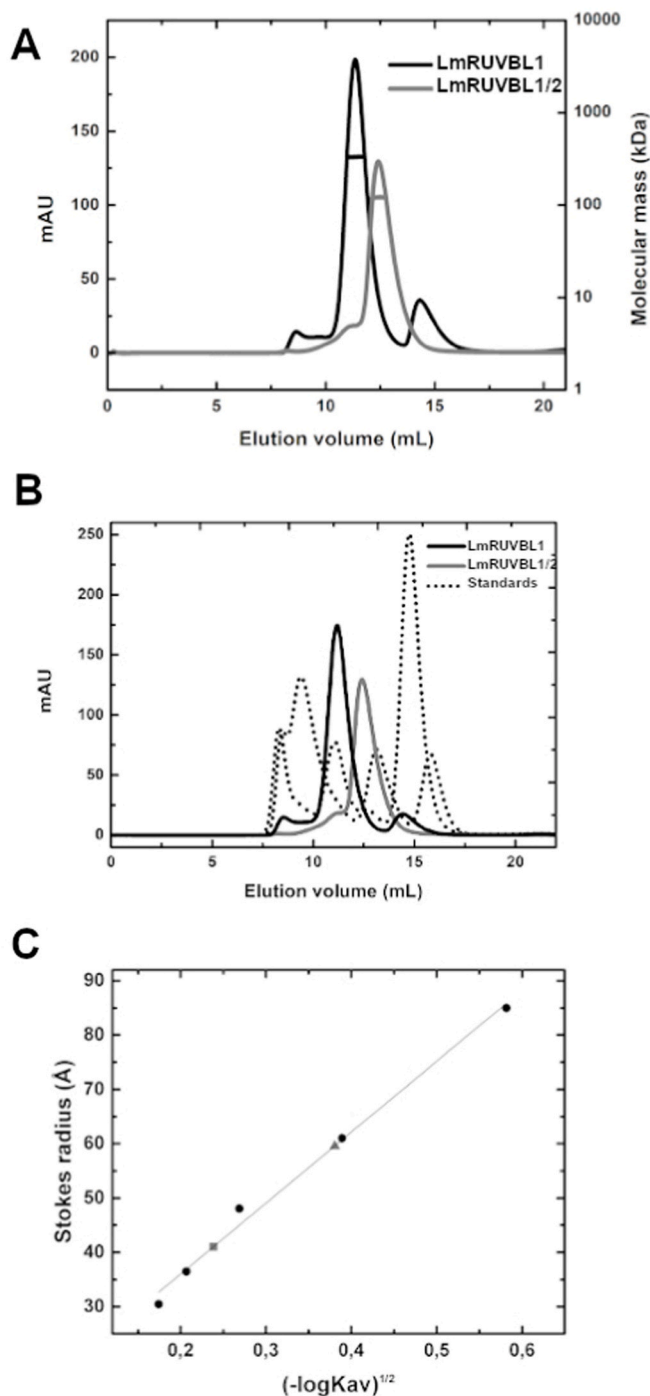 A
200
150
100
50
0
mAU
10000
1000
100
10
1
Molecular mass (kDa)
LmRUVBL1
LmRUVBL1/2
0 5 10 15 20
Elution volume (mL)
B
250
200
150
100
75
50
25
0
mAU
LmRUVBL1
LmRUVBL1/2
Standards
0 5 10 15 20
Elution volume (mL)
C
90
80
70
60
50
40
30
Stokes radius (Å)
0,2 0,3 0,4 0,5 0,6
(-logKav)1/2